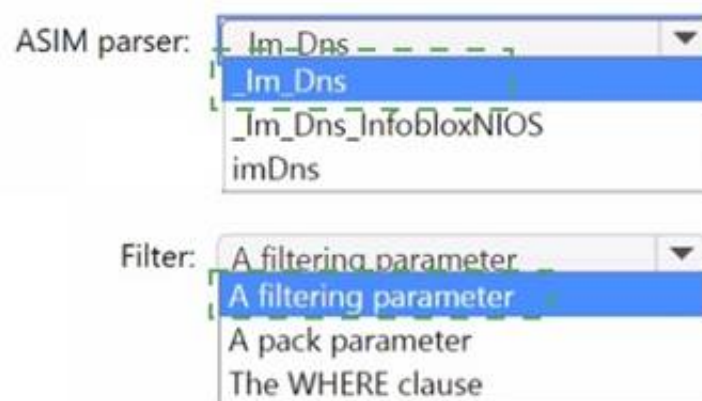 ASIM parser: _Im_Dns
_Im_Dns
_Im_Dns_InfobloxNIOS
imDns
Filter: A filtering parameter
A filtering parameter
A pack parameter
The WHERE clause